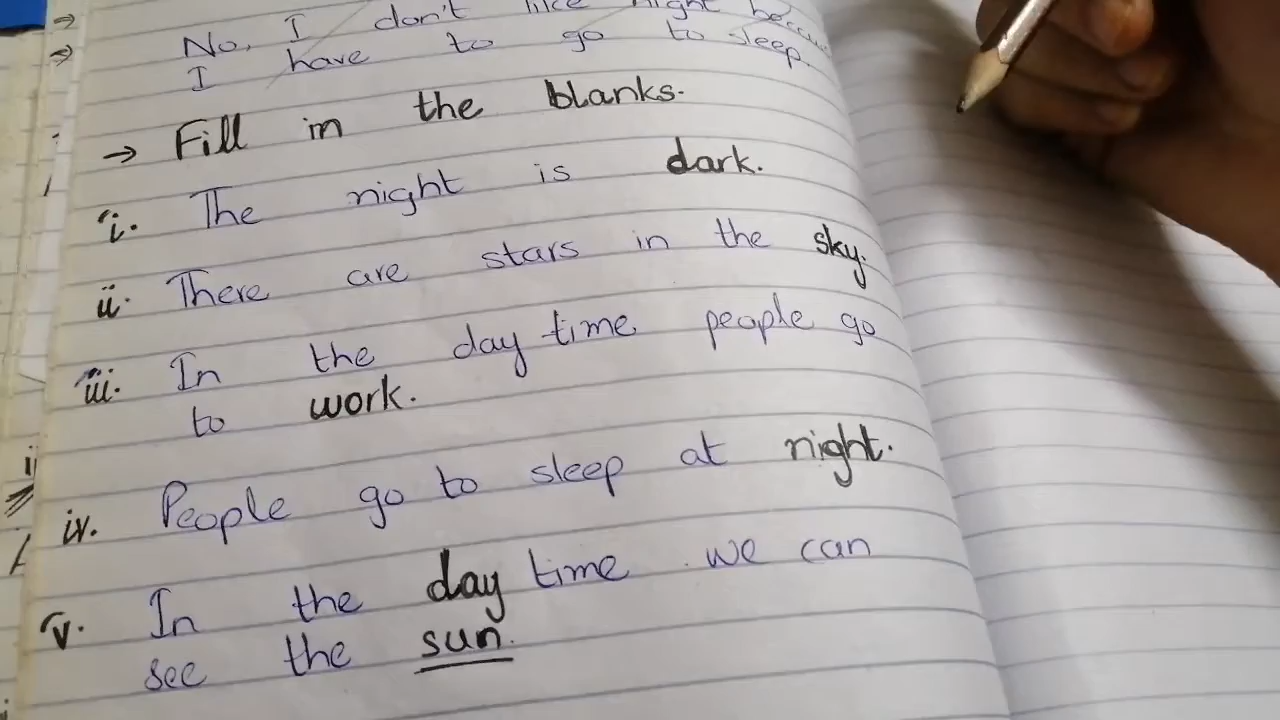 No, I don't like night because
I have to go to sleep.
→ Fill in the blanks.
i. The night is dark.
ii. There are stars in the sky.
iii. In the day time people go
to work.
iv. People go to sleep at night.
v. In the day time we can
see the sun.